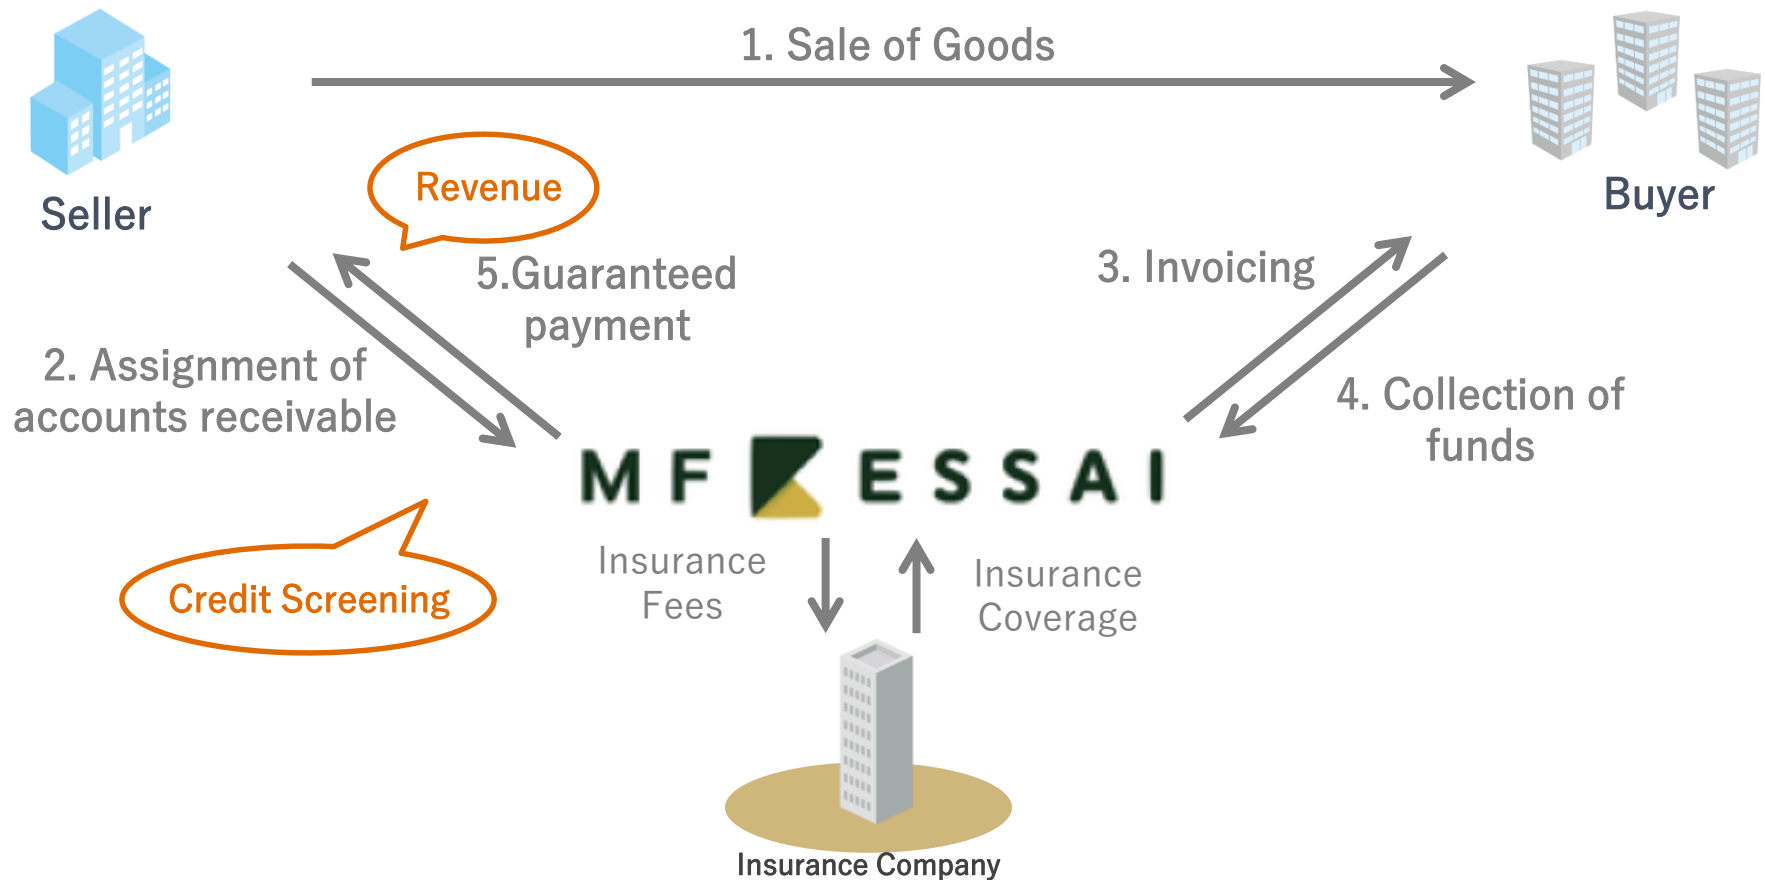 1. Sale of Goods
Seller
Buyer
Revenue
5.Guaranteed
payment
3. Invoicing
2. Assignment of
accounts receivable
4. Collection of
funds
MF KESSAI
Credit Screening
Insurance
Fees
Insurance
Coverage
Insurance Company